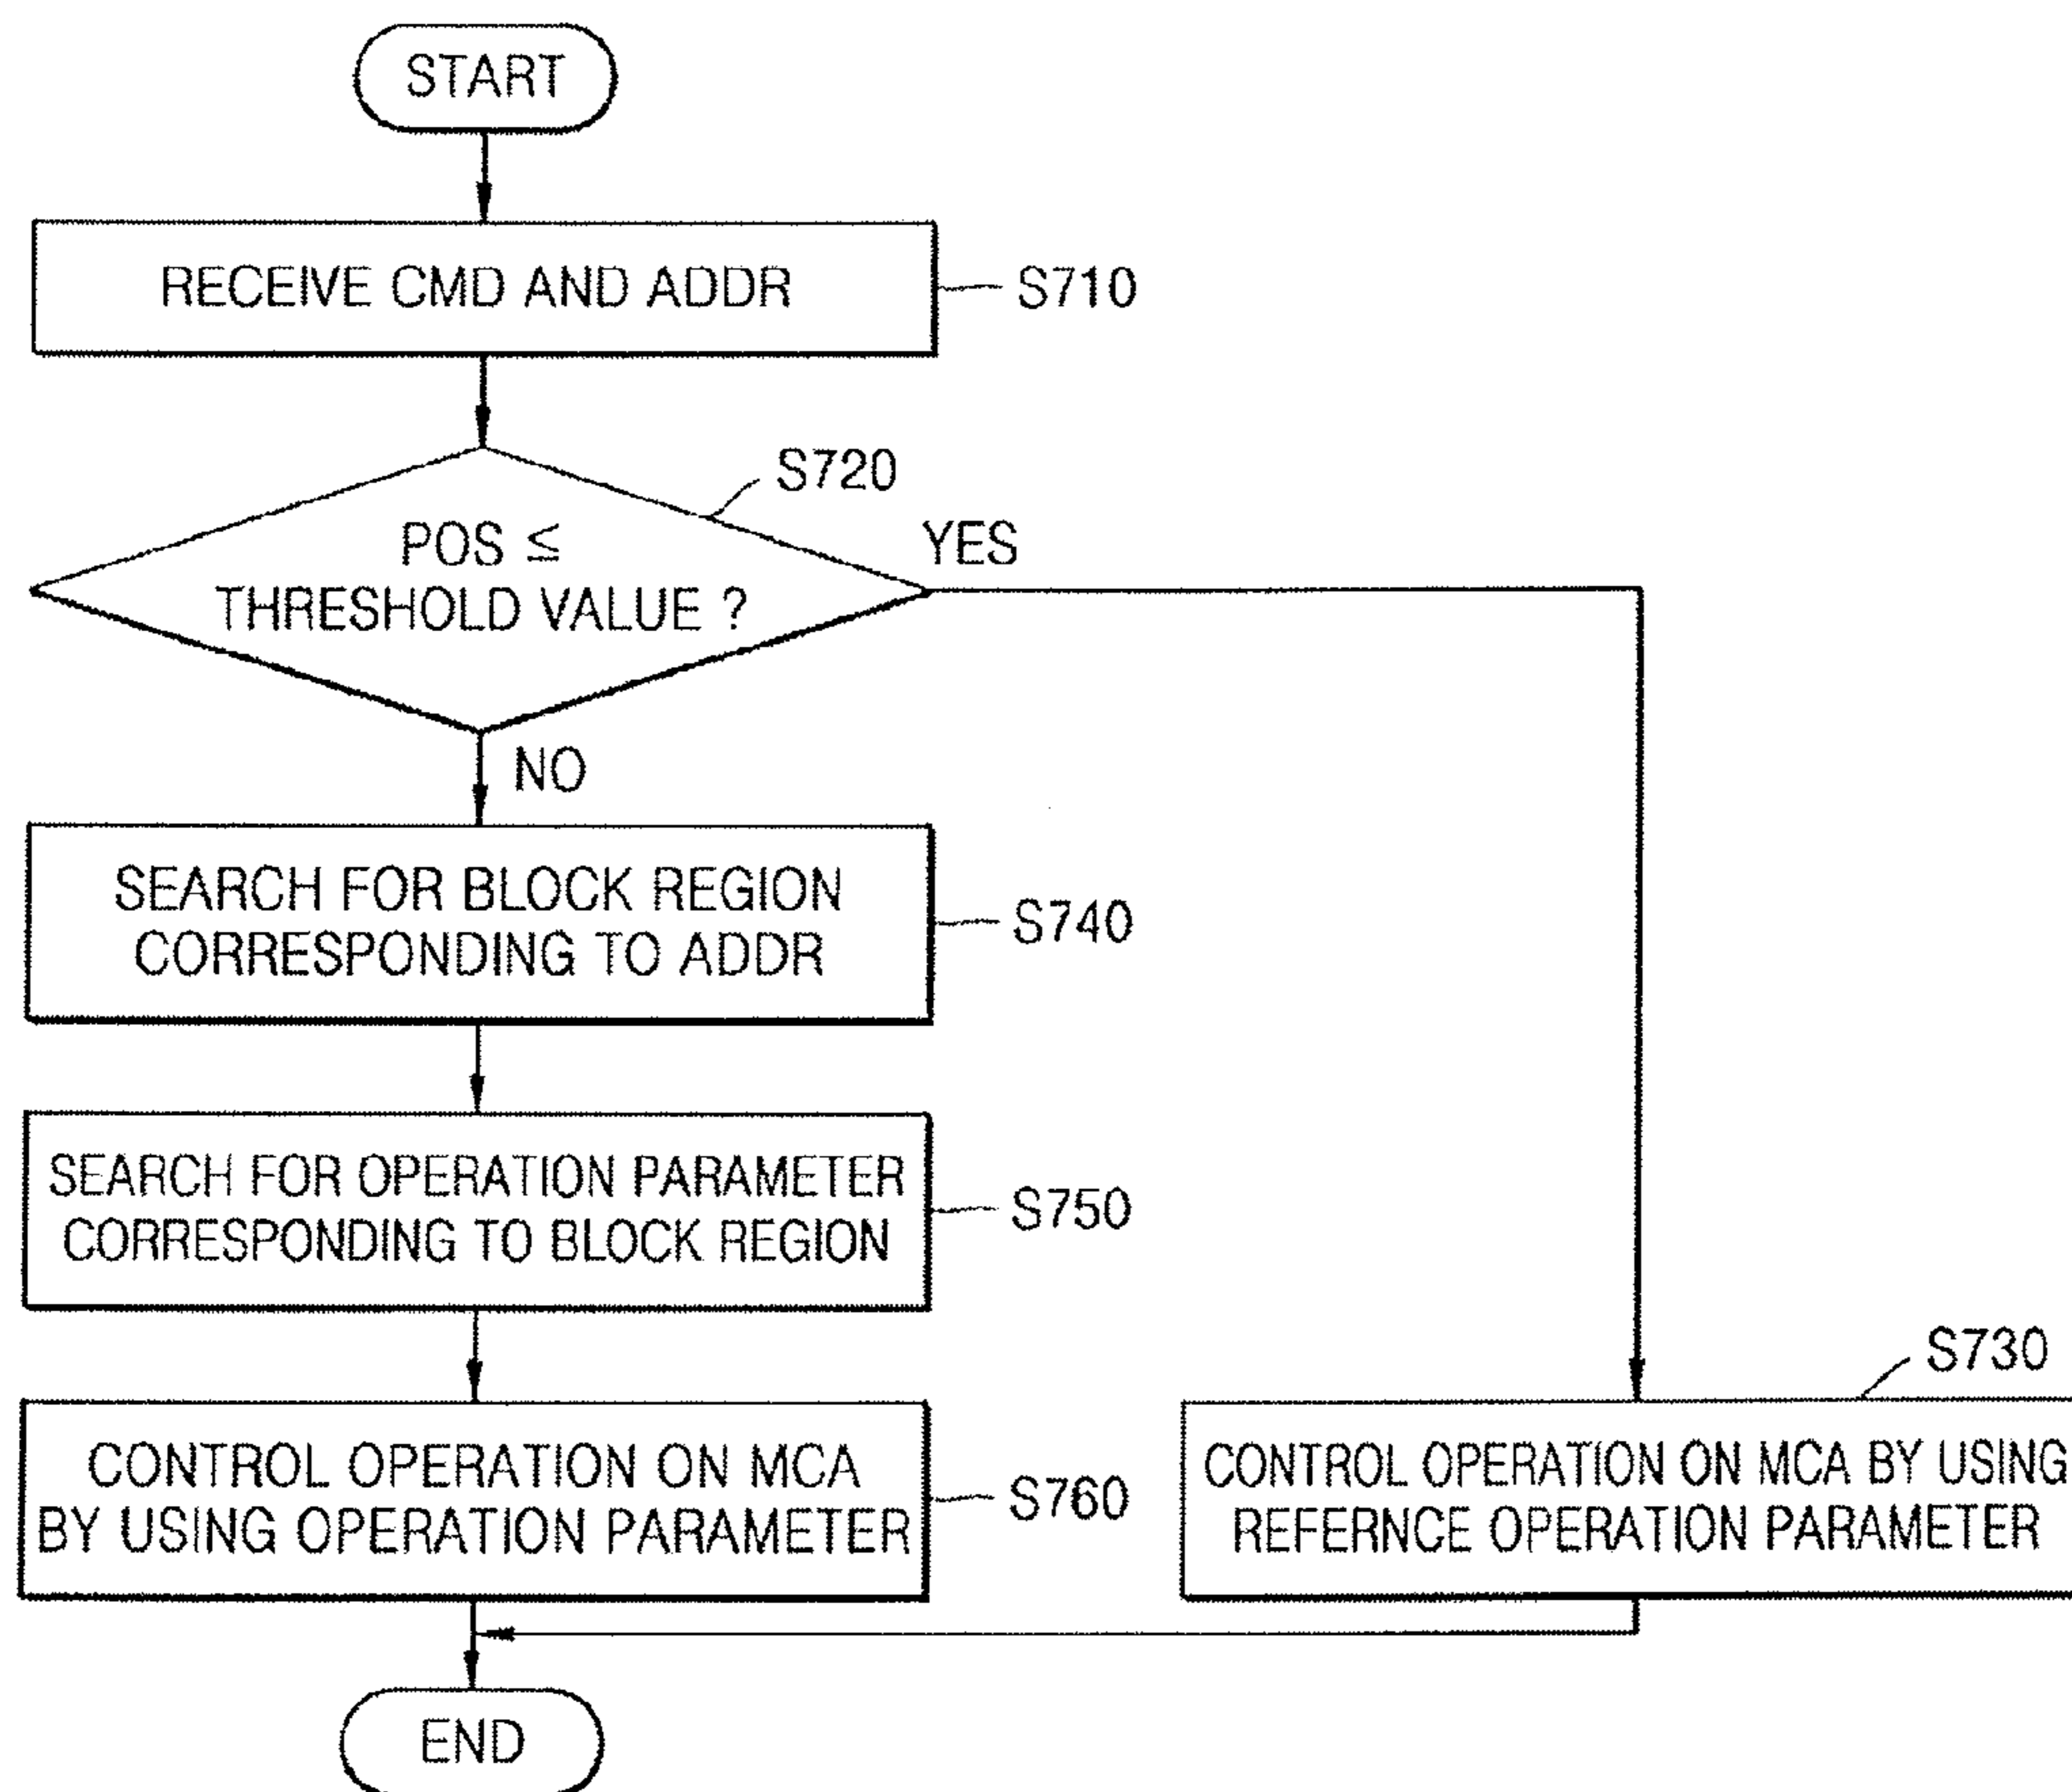 START
RECEIVE CMD AND ADDR
S710
S720
POS ≤
THRESHOLD VALUE ?
YES
NO
SEARCH FOR BLOCK REGION
CORRESPONDING TO ADDR
S740
SEARCH FOR OPERATION PARAMETER
CORRESPONDING TO BLOCK REGION
S750
S730
CONTROL OPERATION ON MCA
BY USING OPERATION PARAMETER
S760
CONTROL OPERATION ON MCA BY USING
REFERNCE OPERATION PARAMETER
END